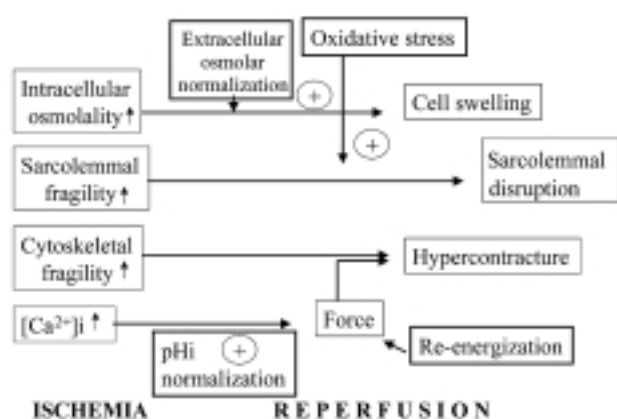 Extracellular
osmolar
normalization
Oxidative stress
Intracellular
osmolality ↑
+
Cell swelling
+
Sarcolemmal
fragility ↑
Sarcolemmal
disruption
Cytoskeletal
fragility ↑
Hypercontracture
[Ca²⁺]i ↑
Force
pHi +
normalization
Re-energization
ISCHEMIA REPERFUSION